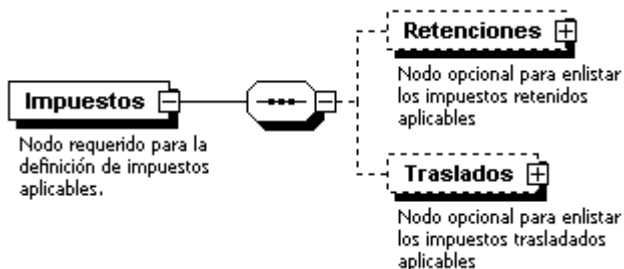 Retenciones
Nodo opcional para enlistar
los impuestos retenidos
aplicables
Impuestos
Nodo requerido para la
definición de impuestos
aplicables.
Traslados
Nodo opcional para enlistar
los impuestos trasladados
aplicables